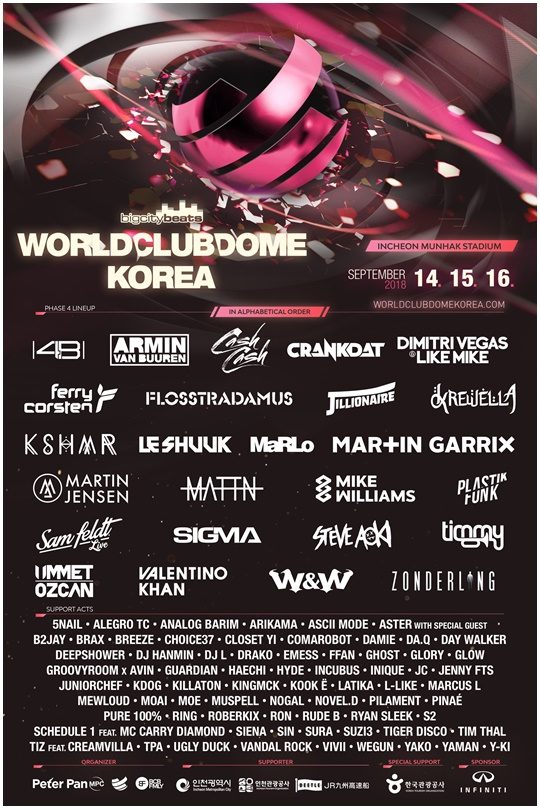 bigcitybeats
WORLDCLUBDOME
KOREA
INCHEON MUNHAK STADIUM
SEPTEMBER 2018 14. 15. 16.
WORLDCLUBDOMEKOREA.COM
PHASE 4 LINEUP
IN ALPHABETICAL ORDER
|4B| ARMIN VAN BUUREN Cash Cash CRANKDAT DIMITRI VEGAS & LIKE MIKE
ferry corsten FLOSSTRADAMUS JILLIONAIRE KREWELLA
KSHMR LE SHUUK MaRLo MAR+IN GARRIX
MARTIN JENSEN MATTN MIKE WILLIAMS PLASTIK FUNK
Sam feldt Live SIGMA STEVE AOKI timmy
UMMET OZCAN VALENTINO KHAN W&W ZONDERLING
SUPPORT ACTS
5NAIL • ALEGRO TC • ANALOG BARIM • ARIKAMA • ASCII MODE • ASTER WITH SPECIAL GUEST
B2JAY • BRAX • BREEZE • CHOICE37 • CLOSET YI • COMAROBOT • DAMIE • DA.Q • DAY WALKER
DEEPSHOWER • DJ HANMIN • DJ L • DRAKO • EMESS • FFAN • GHOST • GLORY • GLOW
GROOVYROOM x AVIN • GUARDIAN • HAECHI • HYDE • INCUBUS • INIQUE • JC • JENNY FTS
JUNIORCHEF • KDOG • KILLATON • KINGMCK • KOOK Ë • LATIKA • L-LIKE • MARCUS L
MEWLOUD • MOAI • MOE • MUSPELL • NOGAL • NOVEL.D • PILAMENT • PINAÉ
PURE 100% • RING • ROBERKIX • RON • RUDE B • RYAN SLEEK • S2
SCHEDULE 1 FEAT. MC CARRY DIAMOND • SIENA • SIN • SURA • SUZI3 • TIGER DISCO • TIM THAL
TIZ FEAT. CREAMVILLA • TPA • UGLY DUCK • VANDAL ROCK • VIVII • WEGUN • YAKO • YAMAN • Y-KI
ORGANIZER SUPPORTER SPECIAL SUPPORT SPONSOR
Peter Pan MPC 인천광역시 Incheon Metropolitan City 인천관광공사 BEETLE JR九州高速船 한국관광공사 INFINITI